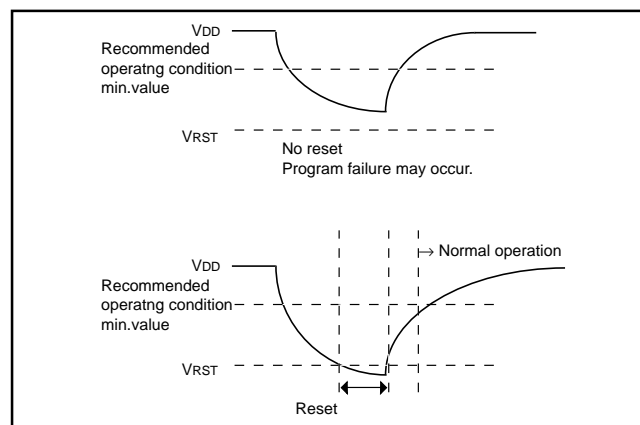 VDD
Recommended
operatng condition
min.value
VRST
No reset
Program failure may occur.
Normal operation
VDD
Recommended
operatng condition
min.value
VRST
Reset